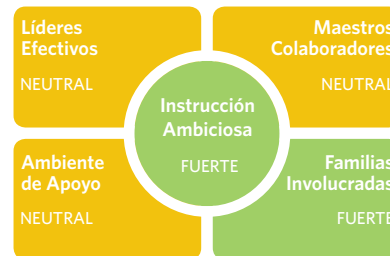 Líderes
Efectivos
NEUTRAL
Maestros
Colaboradores
NEUTRAL
Instrucción
Ambiciosa
FUERTE
Ambiente
de Apoyo
NEUTRAL
Familias
Involucradas
FUERTE